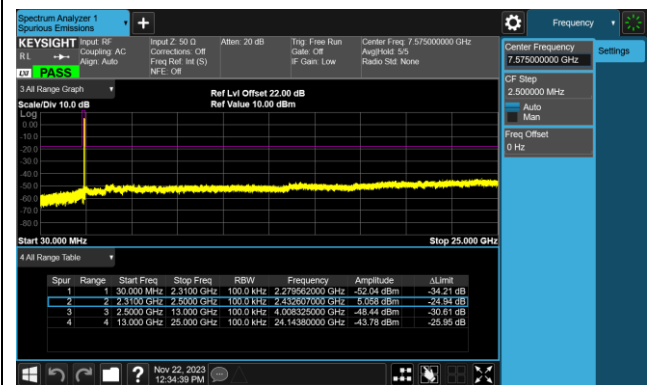 Spectrum Analyzer 1
Spurious Emissions
Frequency
KEYSIGHT
Input: RF
Coupling: AC
Align: Auto
Input Z: 50 Ω
Corrections: Off
Freq Ref: Int (S)
NFE: Off
Atten: 20 dB
Trig: Free Run
Gate: Off
IF Gain: Low
Center Freq: 7.575000000 GHz
Avg|Hold: 5/5
Radio Std: None
RL
LXI
PASS
3 All Range Graph
Scale/Div 10.0 dB
Ref Lvl Offset 22.00 dB
Ref Value 10.00 dBm
Log
0.00
-10.0
-20.0
-30.0
-40.0
-50.0
-60.0
-70.0
-80.0
Start 30.000 MHz
Stop 25.000 GHz
4 All Range Table
Spur Range Start Freq Stop Freq RBW Frequency Amplitude ΔLimit
1 1 30.000 MHz 2.3100 GHz 100.0 kHz 2.279562000 GHz -52.04 dBm -34.21 dB
2 2 2.3100 GHz 2.5000 GHz 100.0 kHz 2.432607000 GHz 5.058 dBm -24.94 dB
3 3 2.5000 GHz 13.000 GHz 100.0 kHz 4.008325000 GHz -48.44 dBm -30.61 dB
4 4 13.000 GHz 25.000 GHz 100.0 kHz 24.14380000 GHz -43.78 dBm -25.95 dB
Nov 22, 2023
12:34:39 PM
Center Frequency
7.575000000 GHz
Settings
CF Step
2.500000 MHz
Auto
Man
Freq Offset
0 Hz